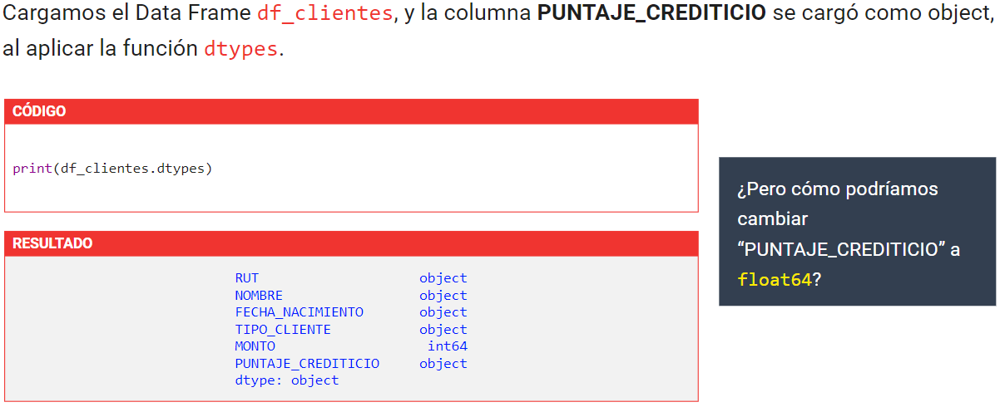 Cargamos el Data Frame df_clientes, y la columna PUNTAJE_CREDITICIO se cargó como object,
al aplicar la función dtypes.
CÓDIGO
print(df_clientes.dtypes)
RESULTADO
RUT object
NOMBRE object
FECHA_NACIMIENTO object
TIPO_CLIENTE object
MONTO int64
PUNTAJE_CREDITICIO object
dtype: object
¿Pero cómo podríamos
cambiar
“PUNTAJE_CREDITICIO” a
float64?